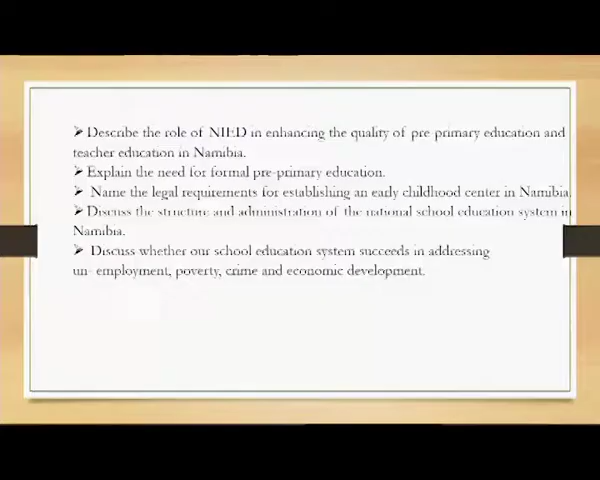 ➢ Describe the role of NIED in enhancing the quality of pre-primary education and
teacher education in Namibia.
➢ Explain the need for formal pre-primary education.
➢ Name the legal requirements for establishing an early childhood center in Namibia.
➢ Discuss the structure and administration of the national school education system in
Namibia.
➢ Discuss whether our school education system succeeds in addressing
un- employment, poverty, crime and economic development.